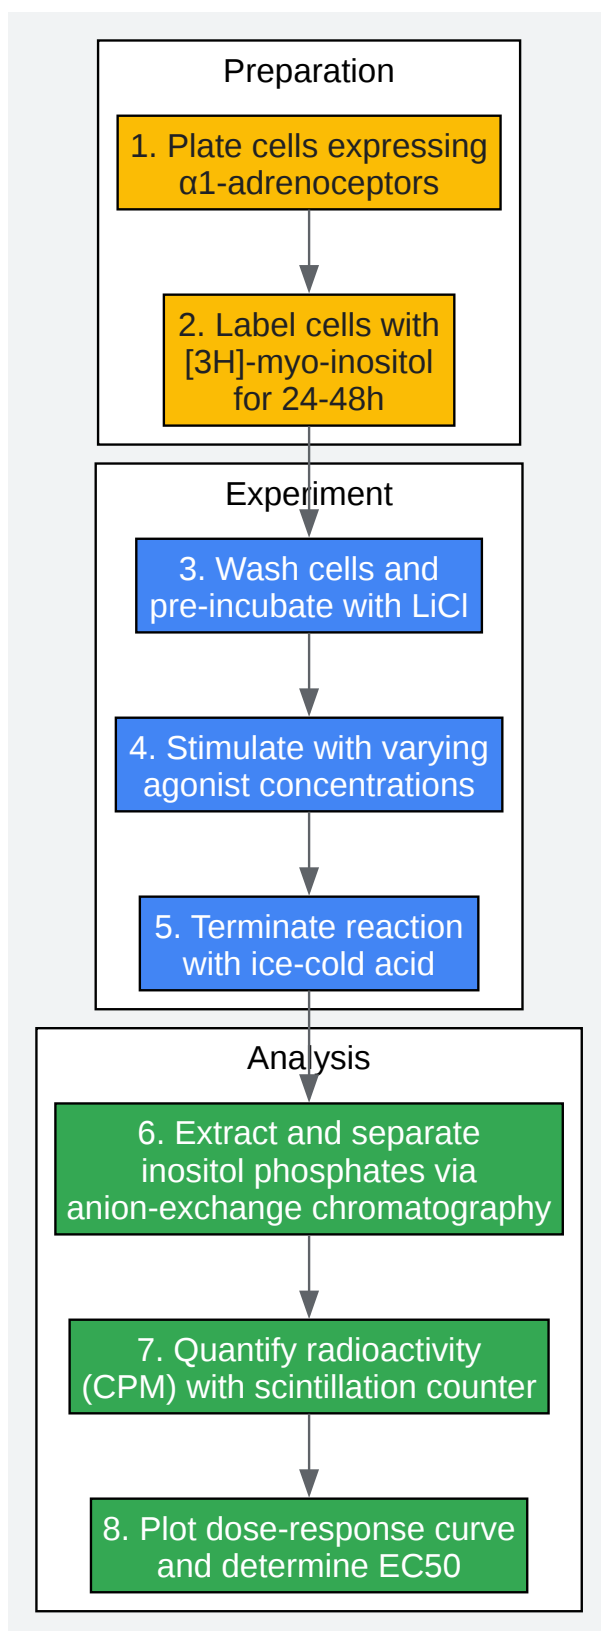 Preparation
1. Plate cells expressing
α1-adrenoceptors
2. Label cells with
[3H]-myo-inositol
for 24-48h
Experiment
3. Wash cells and
pre-incubate with LiCl
4. Stimulate with varying
agonist concentrations
5. Terminate reaction
with ice-cold acid
Analysis
6. Extract and separate
inositol phosphates via
anion-exchange chromatography
7. Quantify radioactivity
(CPM) with scintillation counter
8. Plot dose-response curve
and determine EC50